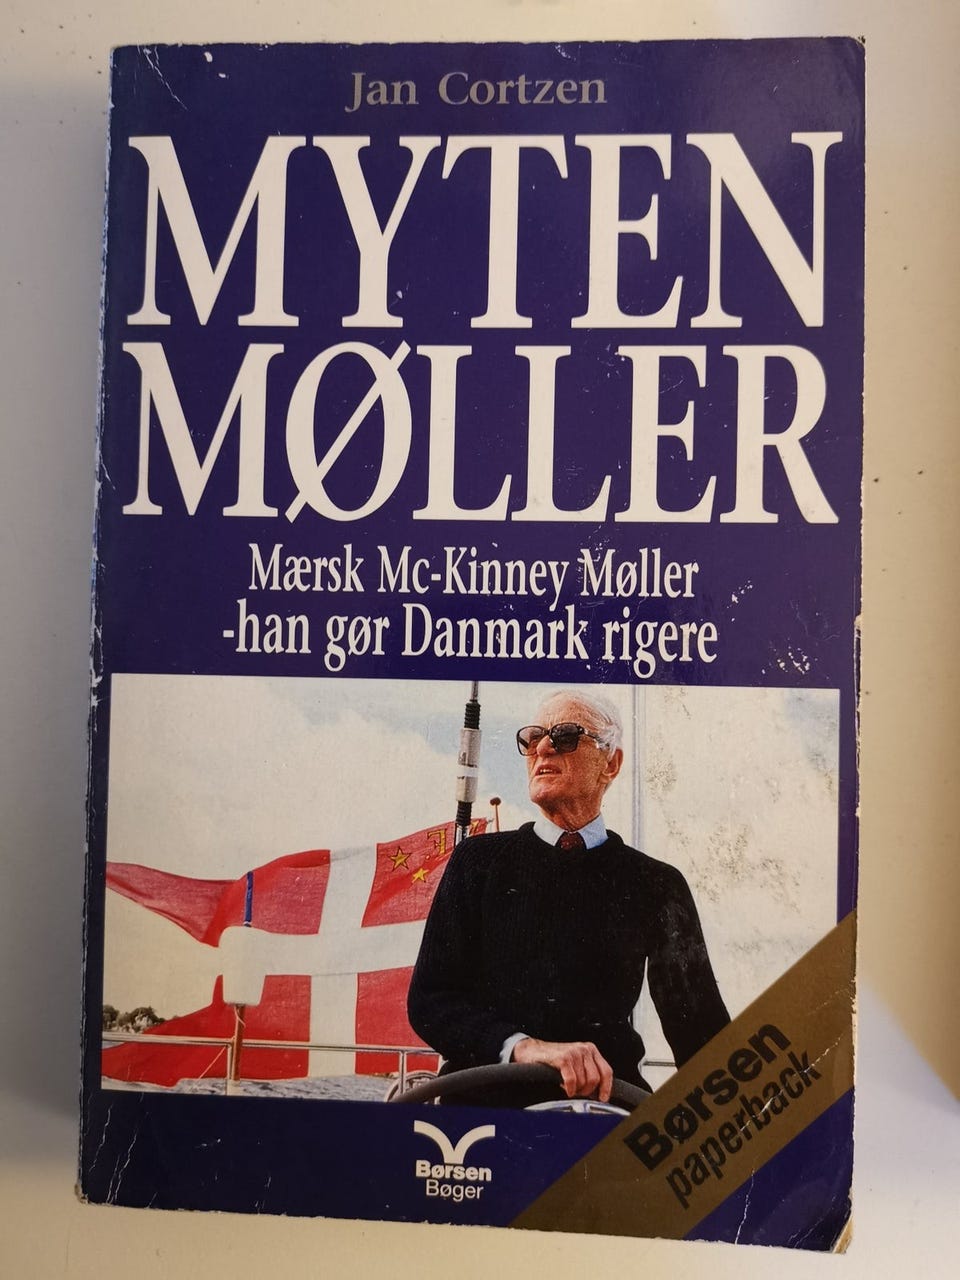 Jan Cortzen
MYTEN
MØLLER
Mærsk Mc-Kinney Møller
-han gør Danmark rigere
Børsen
paperback
Børsen
Bøger